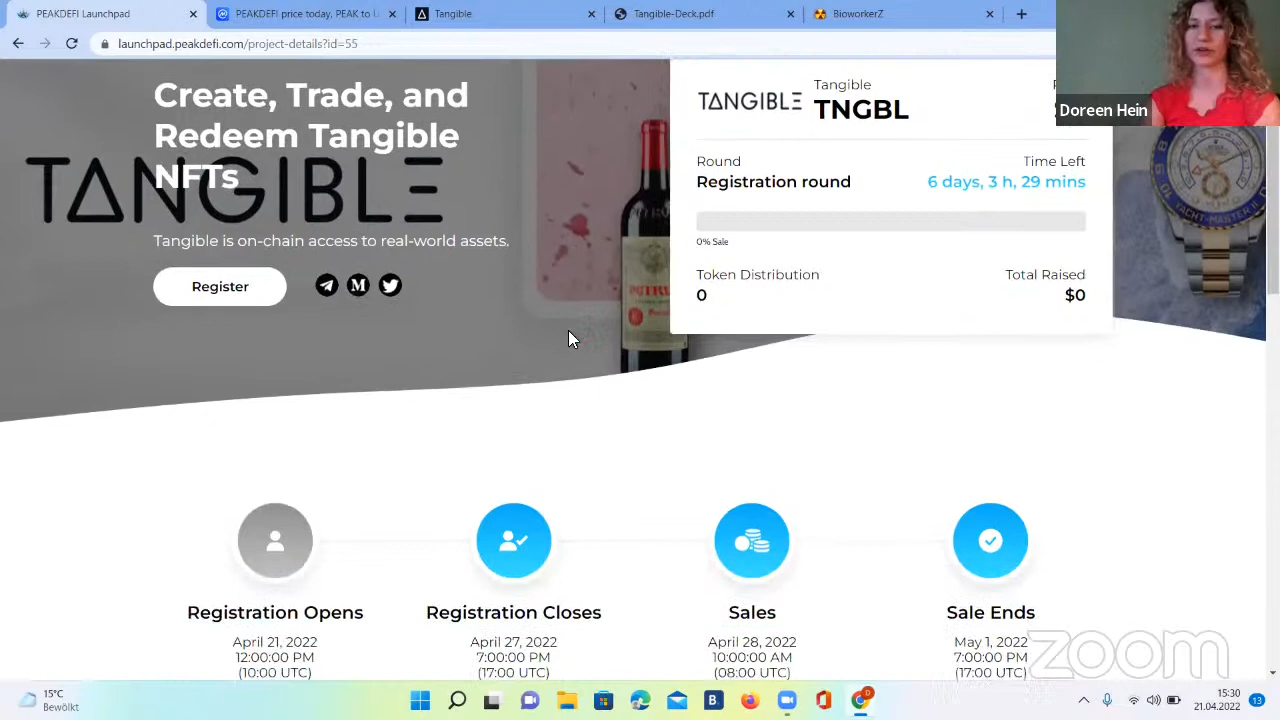 PEAKDEFI Launchpad
PEAKDEFI price today, PEAK to U
Tangible
Tangible-Deck.pdf
BioworkerZ
launchpad.peakdefi.com/project-details?id=55
Doreen Hein
Create, Trade, and
Redeem Tangible
NFTs
TANGIBLE
Tangible is on-chain access to real-world assets.
Register
TANGIBLE
Tangible
TNGBL
Round
Time Left
Registration round
6 days, 3 h, 29 mins
0% Sale
Token Distribution
Total Raised
0
$0
YACHT-MASTER II
Registration Opens
April 21, 2022
12:00:00 PM
(10:00 UTC)
Registration Closes
April 27, 2022
7:00:00 PM
(17:00 UTC)
Sales
April 28, 2022
10:00:00 AM
(08:00 UTC)
Sale Ends
May 1, 2022
7:00:00 PM
(17:00 UTC)
zoom
15°C
Bewölkt
15:30
21.04.2022
13